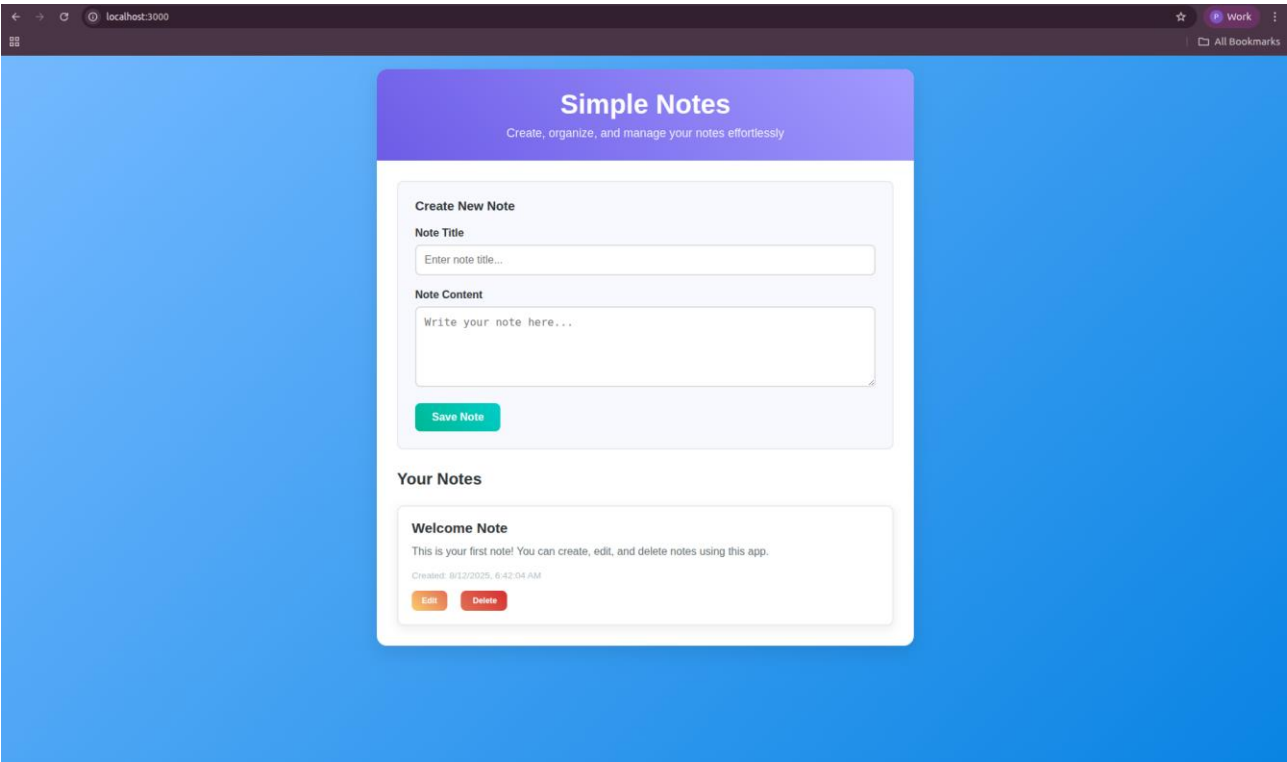 localhost:3000
P Work
All Bookmarks
Simple Notes
Create, organize, and manage your notes effortlessly
Create New Note
Note Title
Enter note title...
Note Content
Write your note here...
Save Note
Your Notes
Welcome Note
This is your first note! You can create, edit, and delete notes using this app.
Created: 8/12/2025, 6:42:04 AM
Edit Delete